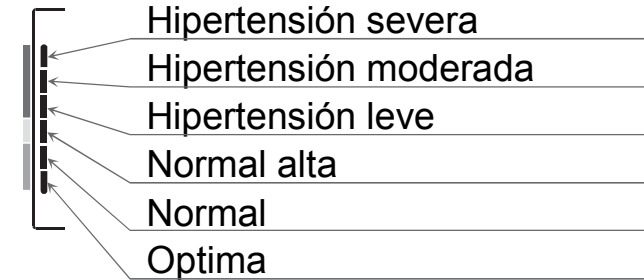 Hipertensión severa
Hipertensión moderada
Hipertensión leve
Normal alta
Normal
Optima